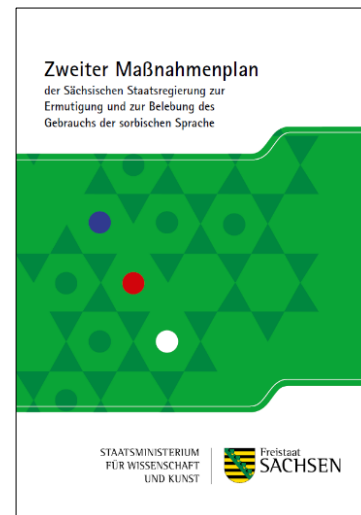 Zweiter Maßnahmenplan
der Sächsischen Staatsregierung zur
Ermutigung und zur Belebung des
Gebrauchs der sorbischen Sprache
STAATSMINISTERIUM
FÜR WISSENSCHAFT
UND KUNST
Freistaat
SACHSEN